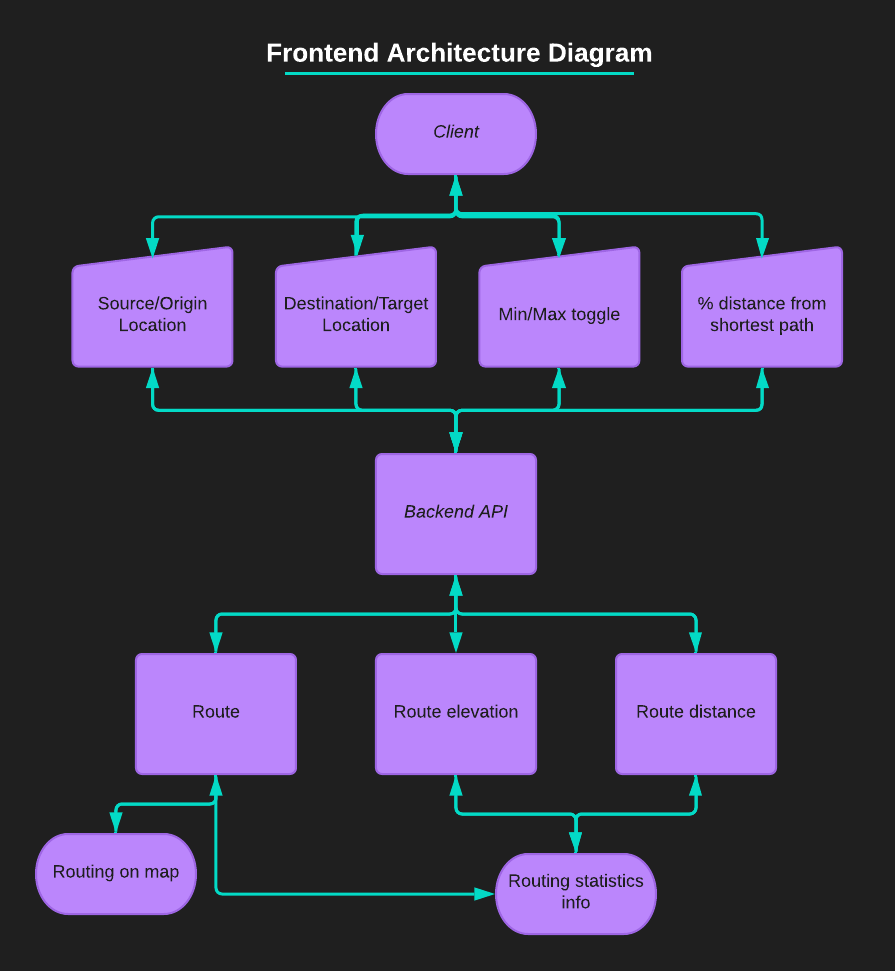 Frontend Architecture Diagram
Client
Source/Origin
Location
Destination/Target
Location
Min/Max toggle
% distance from
shortest path
Backend API
Route
Route elevation
Route distance
Routing on map
Routing statistics
info